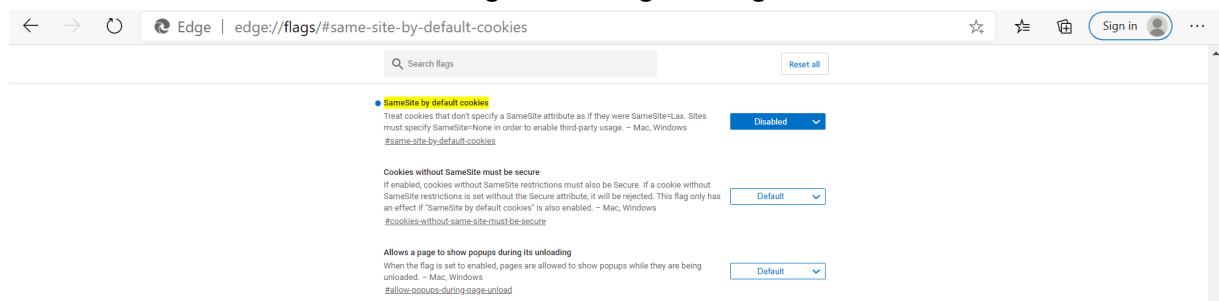 Edge | edge://flags/#same-site-by-default-cookies
Sign in
Search flags
Reset all
SameSite by default cookies
Treat cookies that don't specify a SameSite attribute as if they were SameSite=Lax. Sites
must specify SameSite=None in order to enable third-party usage. – Mac, Windows
#same-site-by-default-cookies
Disabled
Cookies without SameSite must be secure
If enabled, cookies without SameSite restrictions must also be Secure. If a cookie without
SameSite restrictions is set without the Secure attribute, it will be rejected. This flag only has
an effect if "SameSite by default cookies" is also enabled. – Mac, Windows
#cookies-without-same-site-must-be-secure
Default
Allows a page to show popups during its unloading
When the flag is set to enabled, pages are allowed to show popups while they are being
unloaded. – Mac, Windows
#allow-popups-during-page-unload
Default